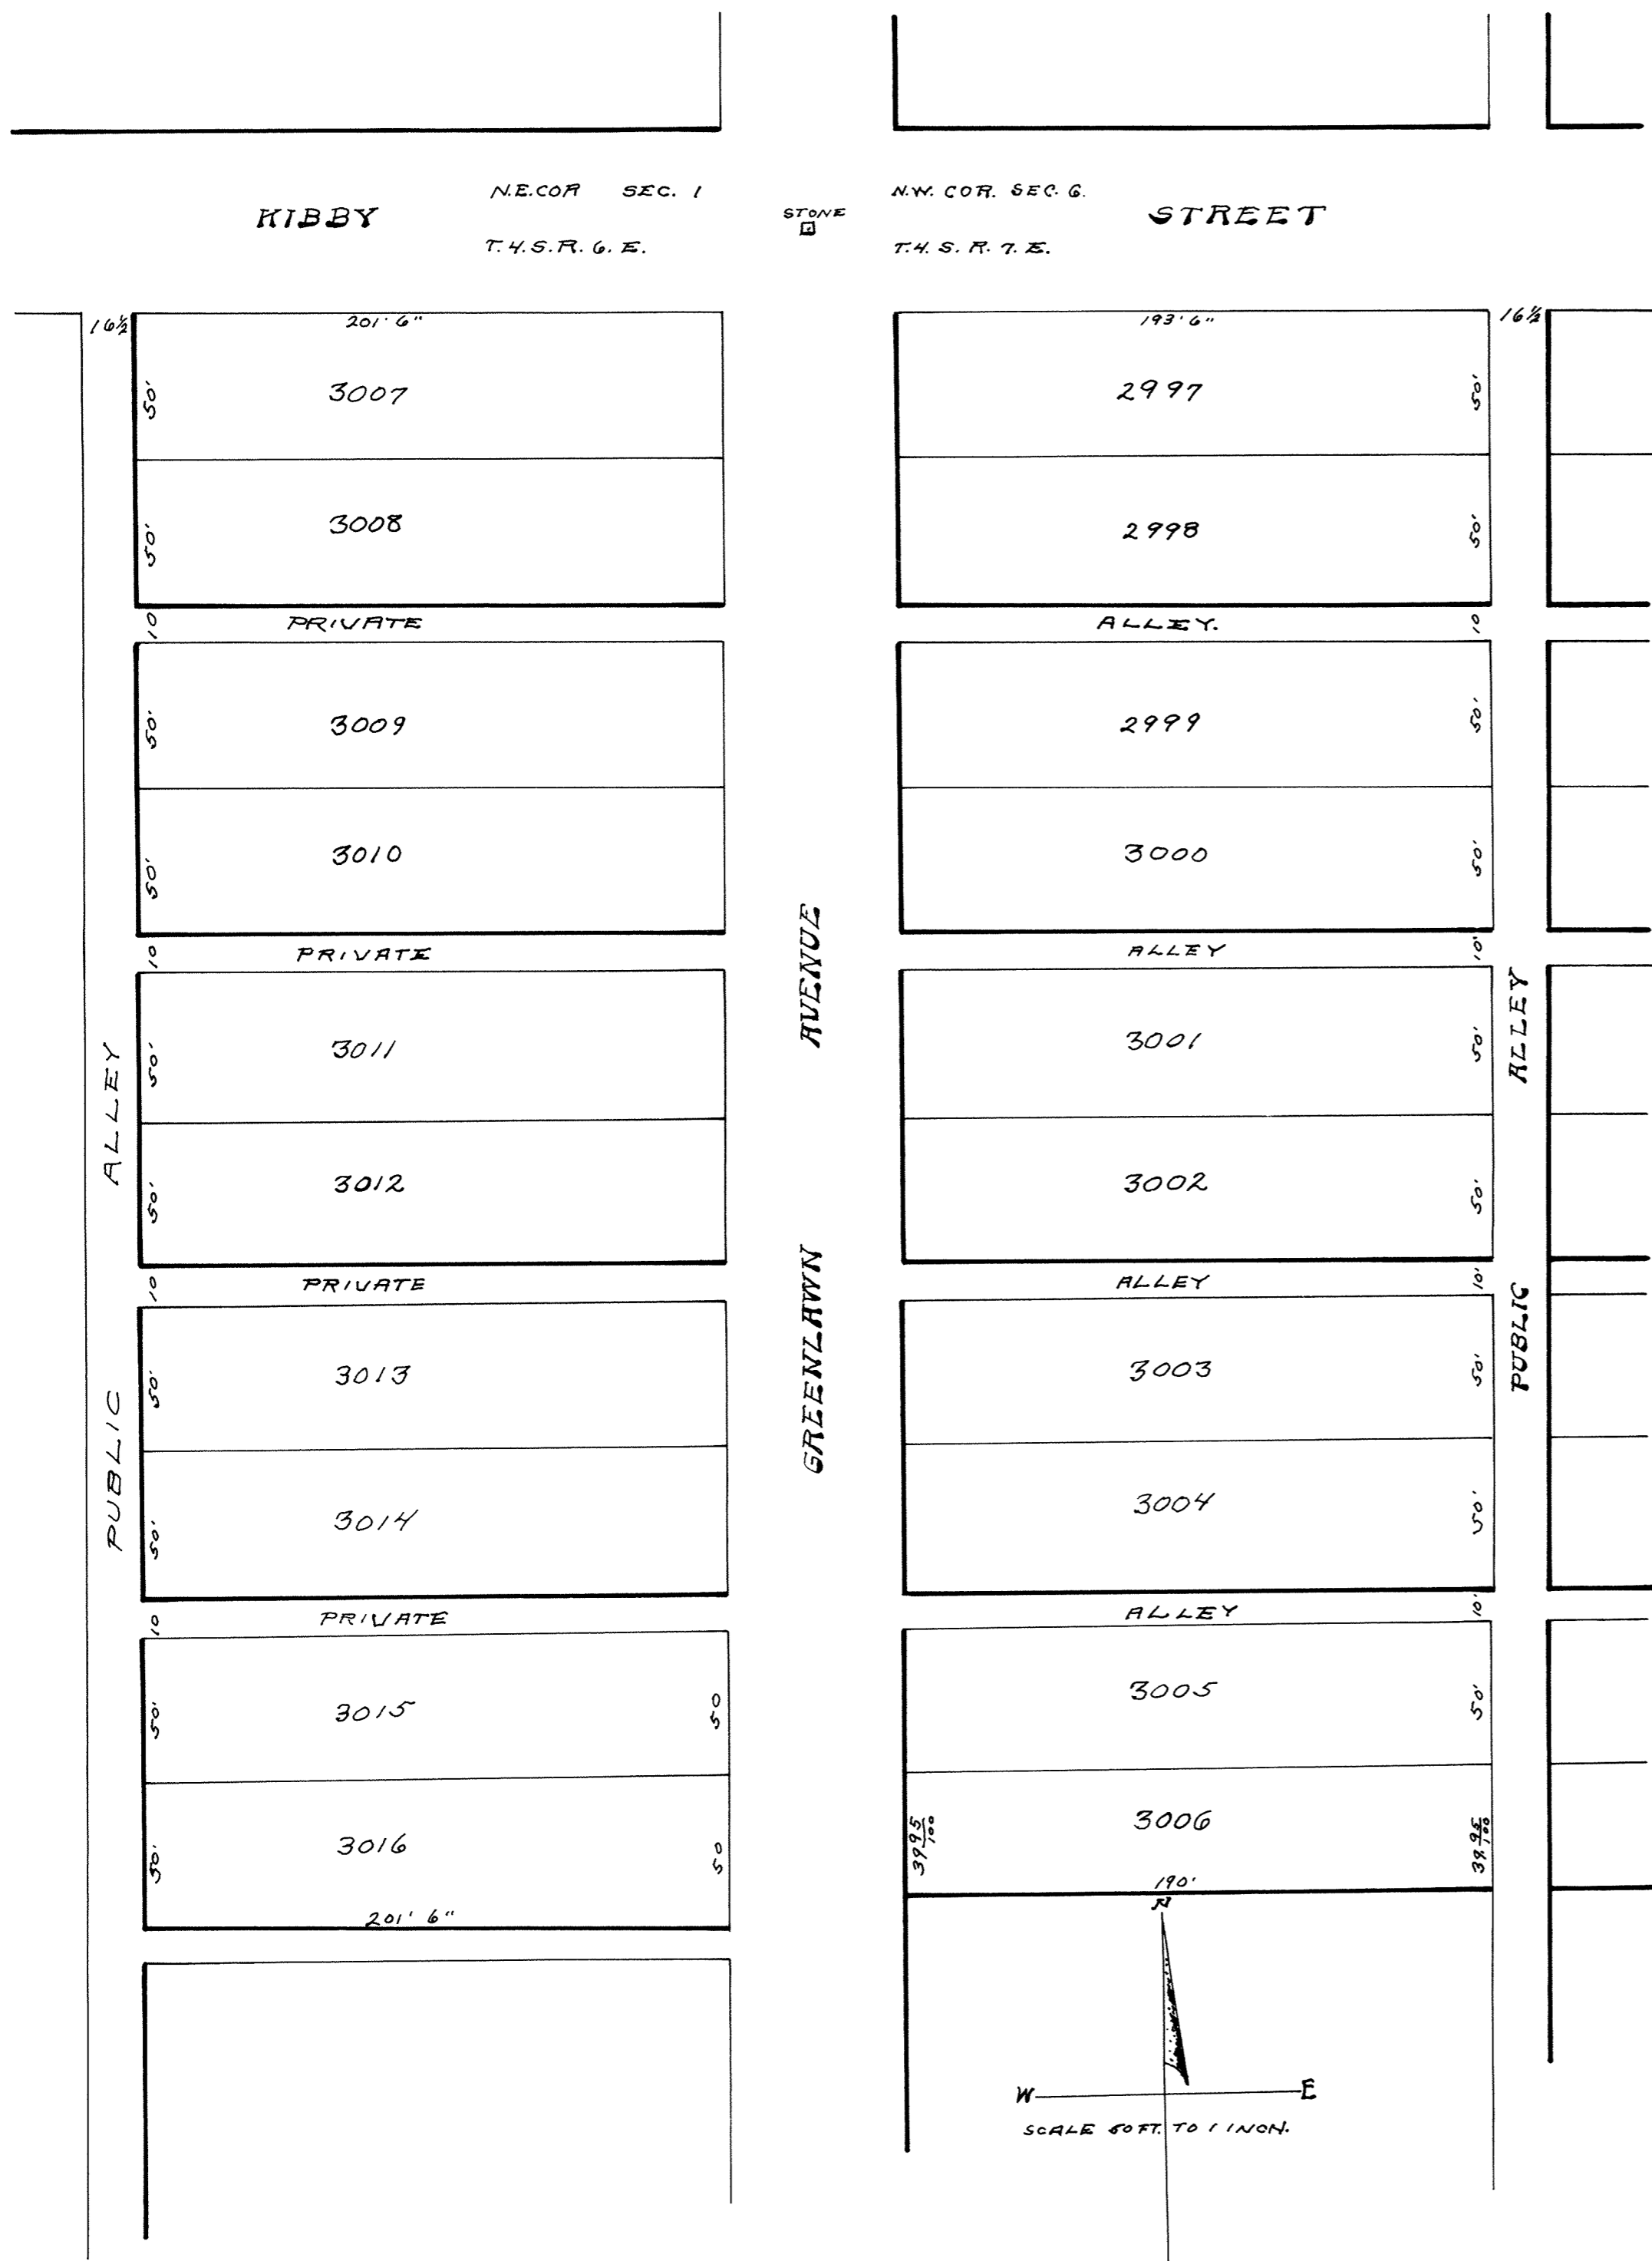 N.E.COR SEC. 1
N.W. COR. SEC. 6.
KIBBY
STONE
STREET
T.4.S.R. 6. E.
T.4. S. R. 7. E.
16½
201' 6"
193' 6"
16½
50'
3007
2997
50'
50'
3008
2998
50'
10
PRIVATE
ALLEY.
10
50'
3009
2999
50'
50'
3010
3000
50'
10
PRIVATE
ALLEY
10'
50'
3011
3001
50'
50'
3012
3002
50'
10
PRIVATE
ALLEY
10'
50'
3013
3003
50'
50'
3014
3004
50'
10
PRIVATE
ALLEY
10'
50'
3015
50
3005
50'
50'
3016
50
39 95/100
3006
39 95/100
201' 6"
190'
PUBLIC ALLEY
GREENLAWN AVENUE
PUBLIC ALLEY
N
W E
SCALE FT. TO 1 INCH.